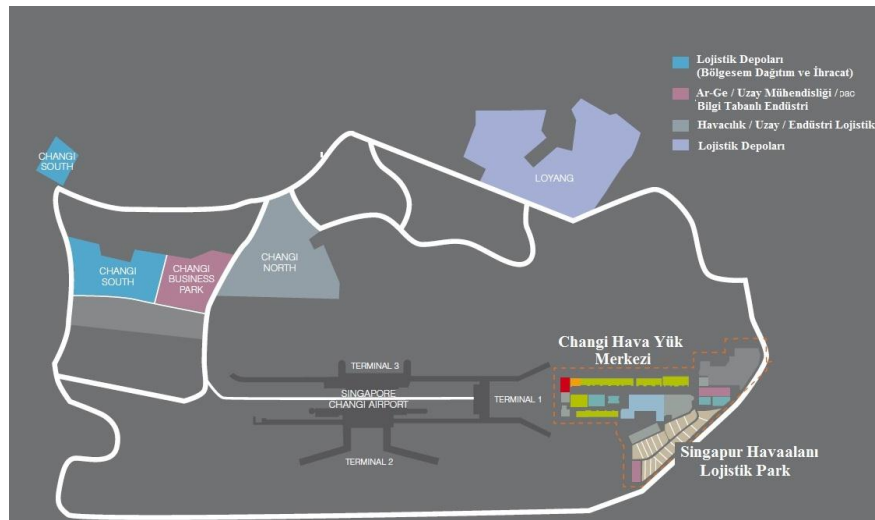 Lojistik Depoları
(Bölgesem Dağıtım ve İhracat)
Ar-Ge / Uzay Mühendisliği / DAC
Bilgi Tabanlı Endüstri
Havacılık / Uzay / Endüstri Lojistik
Lojistik Depoları
CHANGI
SOUTH
LOYANG
CHANGI
SOUTH
CHANGI
BUSINESS
PARK
CHANGI
NORTH
Changi Hava Yük
Merkezi
TERMINAL 3
SINGAPORE
CHANGI AIRPORT
TERMINAL 1
TERMINAL 2
Singapur Havaalanı
Lojistik Park